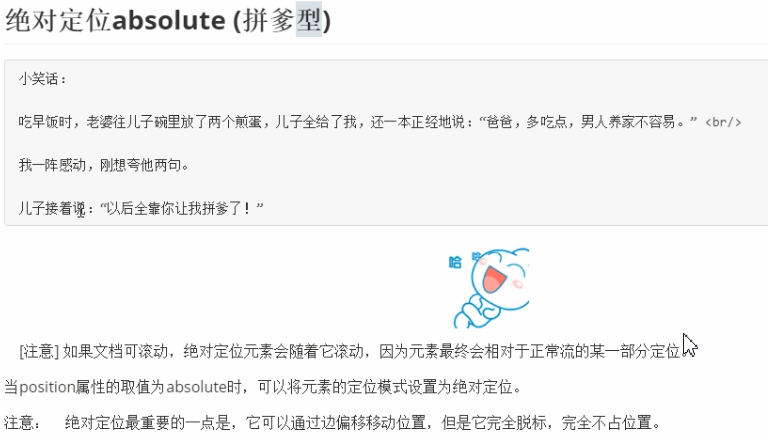 绝对定位absolute (拼爹型)
小笑话：
吃早饭时，老婆往儿子碗里放了两个煎蛋，儿子全给了我，还一本正经地说：“爸爸，多吃点，男人养家不容易。” <br/>
我一阵感动，刚想夸他两句。
儿子接着说：“以后全靠你让我拼爹了！”
哈 哈
[注意] 如果文档可滚动，绝对定位元素会随着它滚动，因为元素最终会相对于正常流的某一部分定位
当position属性的取值为absolute时，可以将元素的定位模式设置为绝对定位。
注意： 绝对定位最重要的一点是，它可以通过边偏移移动位置，但是它完全脱标，完全不占位置。